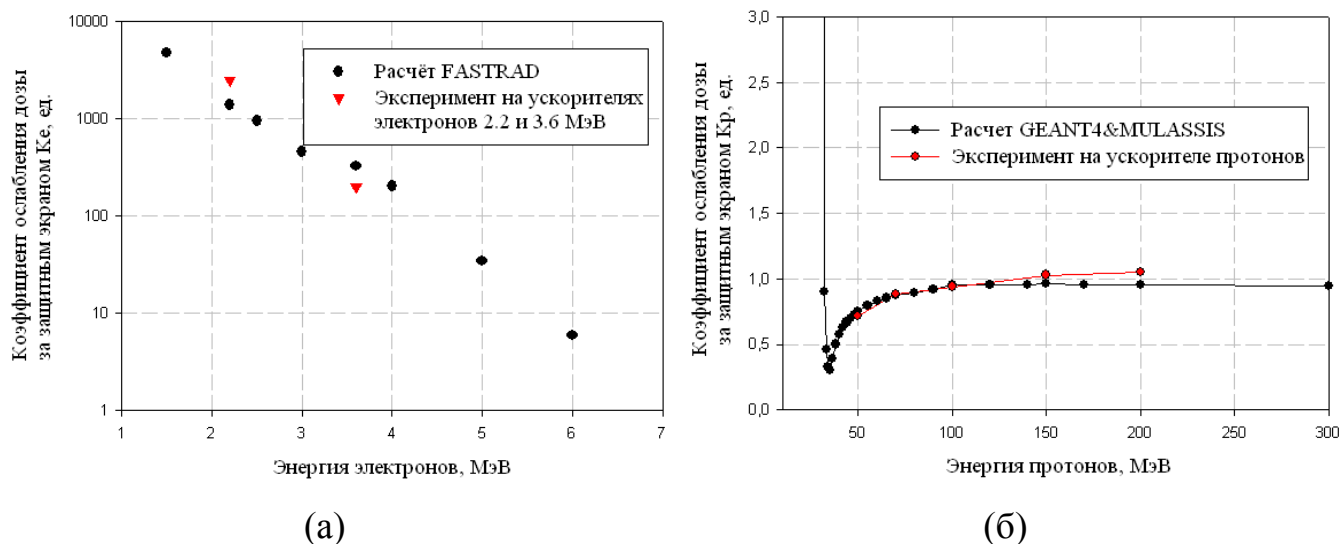 Коэффициент ослабления дозы
за защитным экраном Ке, ед.
10000
1000
100
10
1
1
2
3
4
5
6
7
Расчёт FASTRAD
Эксперимент на ускорителях
электронов 2.2 и 3.6 МэВ
Энергия электронов, МэВ
(а)
Коэффициент ослабления дозы
за защитным экраном Кр, ед.
3,0
2,5
2,0
1,5
1,0
0,5
0,0
50
100
150
200
250
300
Расчет GEANT4&MULASSIS
Эксперимент на ускорителе протонов
Энергия протонов, МэВ
(б)